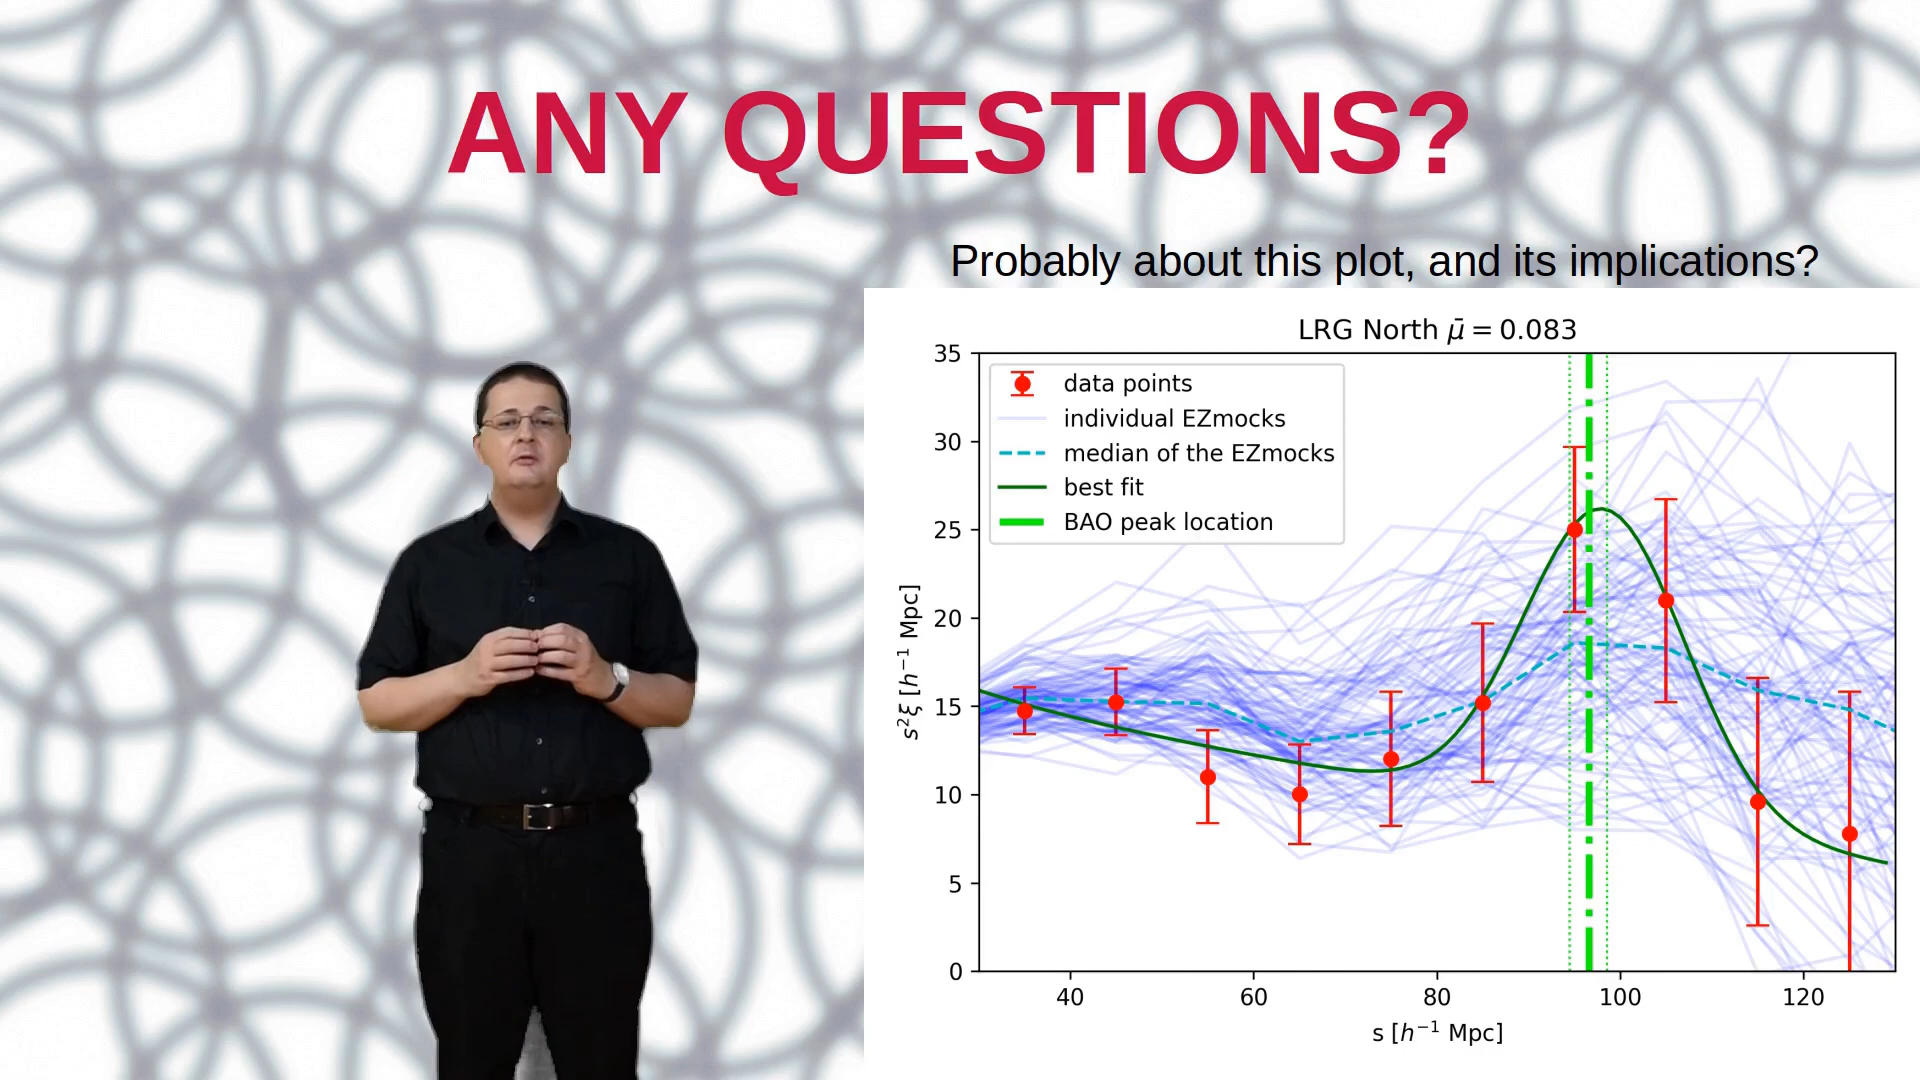 ANY QUESTIONS?
Probably about this plot, and its implications?
LRG North μ̄ = 0.083
data points
individual EZmocks
median of the EZmocks
best fit
BAO peak location
35
30
25
20
15
10
5
0
s²ξ [h⁻¹ Mpc]
40 60 80 100 120
s [h⁻¹ Mpc]